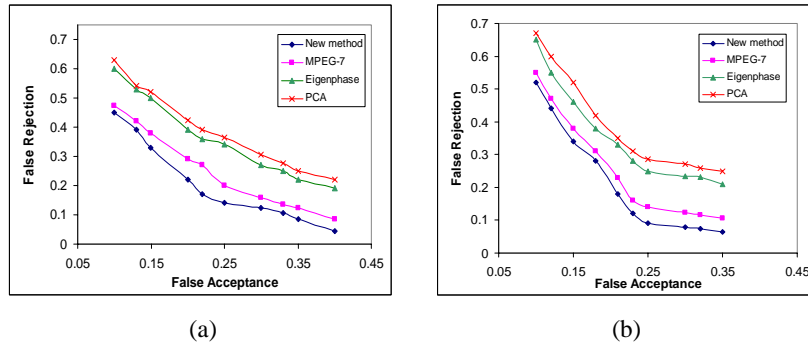 0.7
0.6
0.5
0.4
0.3
0.2
0.1
0
False Rejection
0.05 0.15 0.25 0.35 0.45
False Acceptance
New method
MPEG-7
Eigenphase
PCA
(a)
0.7
0.6
0.5
0.4
0.3
0.2
0.1
0
False Rejection
0.05 0.15 0.25 0.35 0.45
False Acceptance
New method
MPEG-7
Eigenphase
PCA
(b)